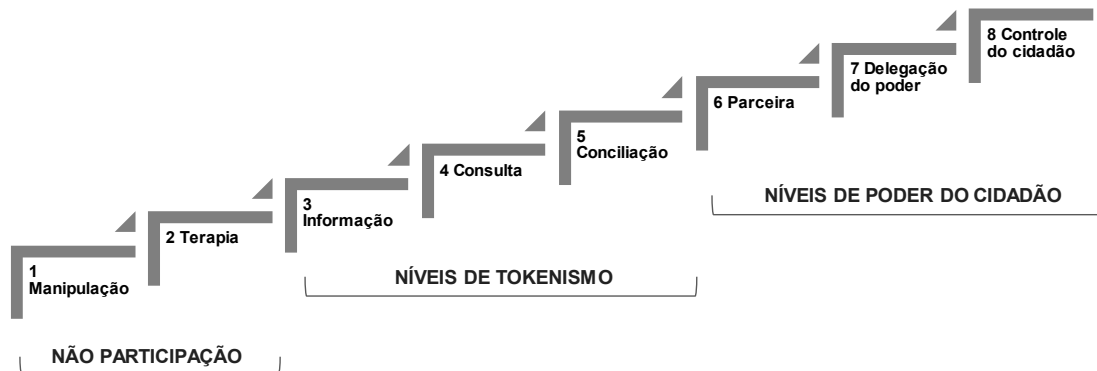 1
Manipulação
2 Terapia
3
Informação
4 Consulta
5
Conciliação
6 Parceira
7 Delegação
do poder
8 Controle
do cidadão
NÃO PARTICIPAÇÃO
NÍVEIS DE TOKENISMO
NÍVEIS DE PODER DO CIDADÃO